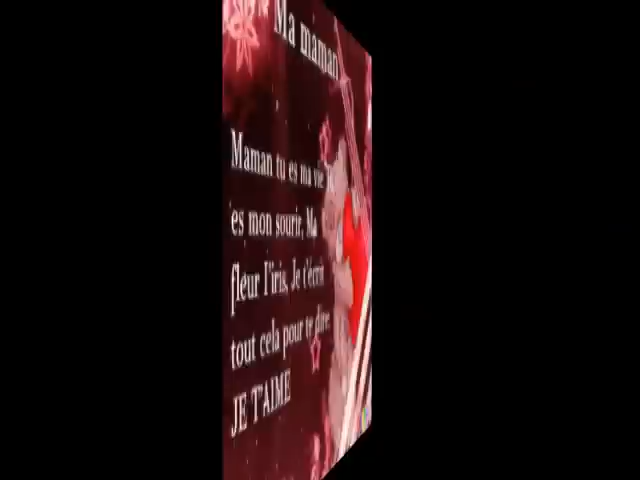 Ma maman
Maman tu es ma vie
es mon sourir, Ma
fleur l'iris, Je t'écrit
tout cela pour te dire
JE T'AIME